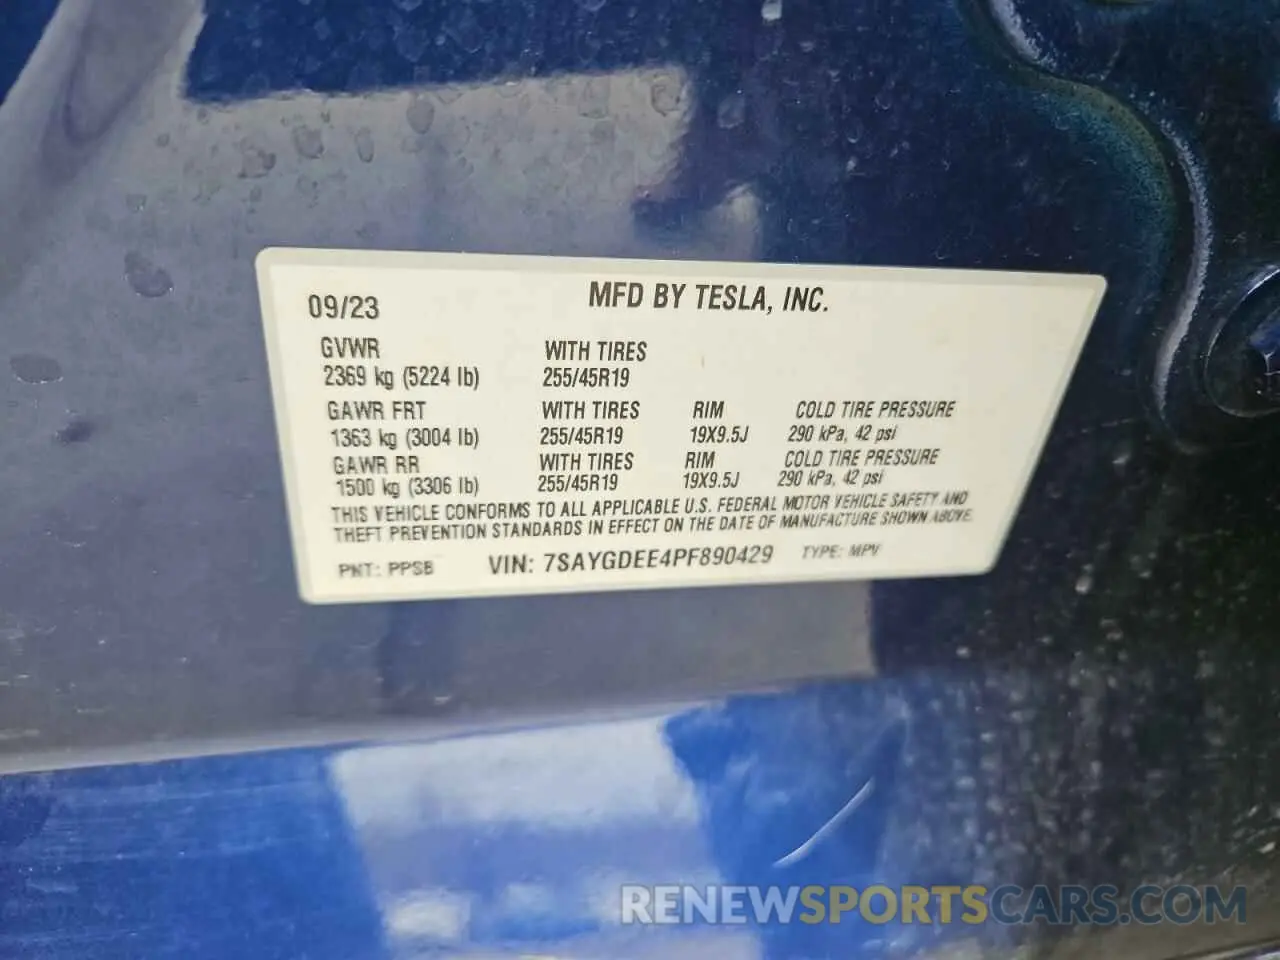 09/23 MFD BY TESLA, INC.
GVWR WITH TIRES
2369 kg (5224 lb) 255/45R19
GAWR FRT WITH TIRES RIM COLD TIRE PRESSURE
1363 kg (3004 lb) 255/45R19 19X9.5J 290 kPa, 42 psi
GAWR RR WITH TIRES RIM COLD TIRE PRESSURE
1500 kg (3306 lb) 255/45R19 19X9.5J 290 kPa, 42 psi
THIS VEHICLE CONFORMS TO ALL APPLICABLE U.S. FEDERAL MOTOR VEHICLE SAFETY AND
THEFT PREVENTION STANDARDS IN EFFECT ON THE DATE OF MANUFACTURE SHOWN ABOVE.
PNT: PPSB VIN: 7SAYGDEE4PF890429 TYPE: MPV
RENEWSPORTSCARS.COM